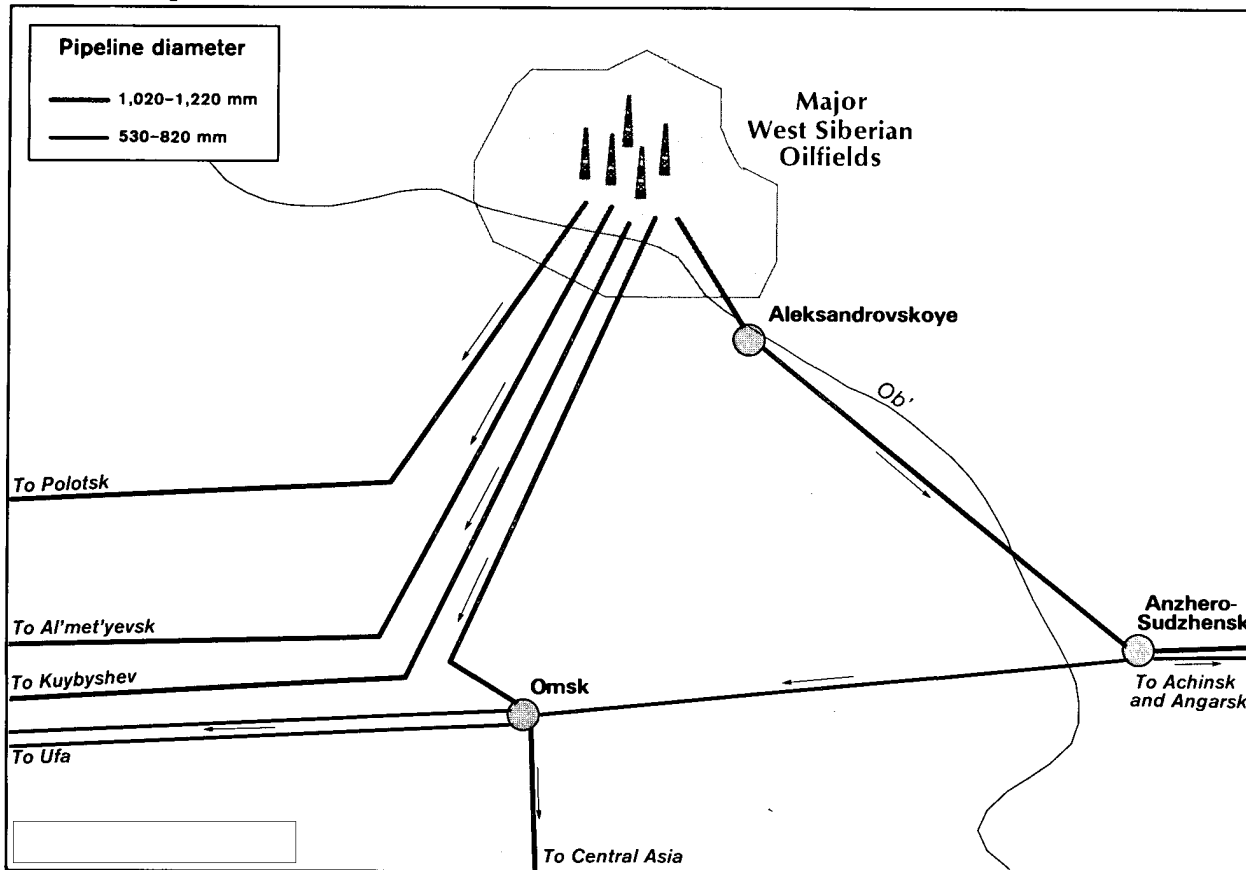 Pipeline diameter
1,020–1,220 mm
530–820 mm
Major
West Siberian
Oilfields
Aleksandrovskoye
Ob'
To Polotsk
To Al'met'yevsk
Anzhero-
Sudzhensk
To Kuybyshev
Omsk
To Achinsk
and Angarsk
To Ufa
To Central Asia